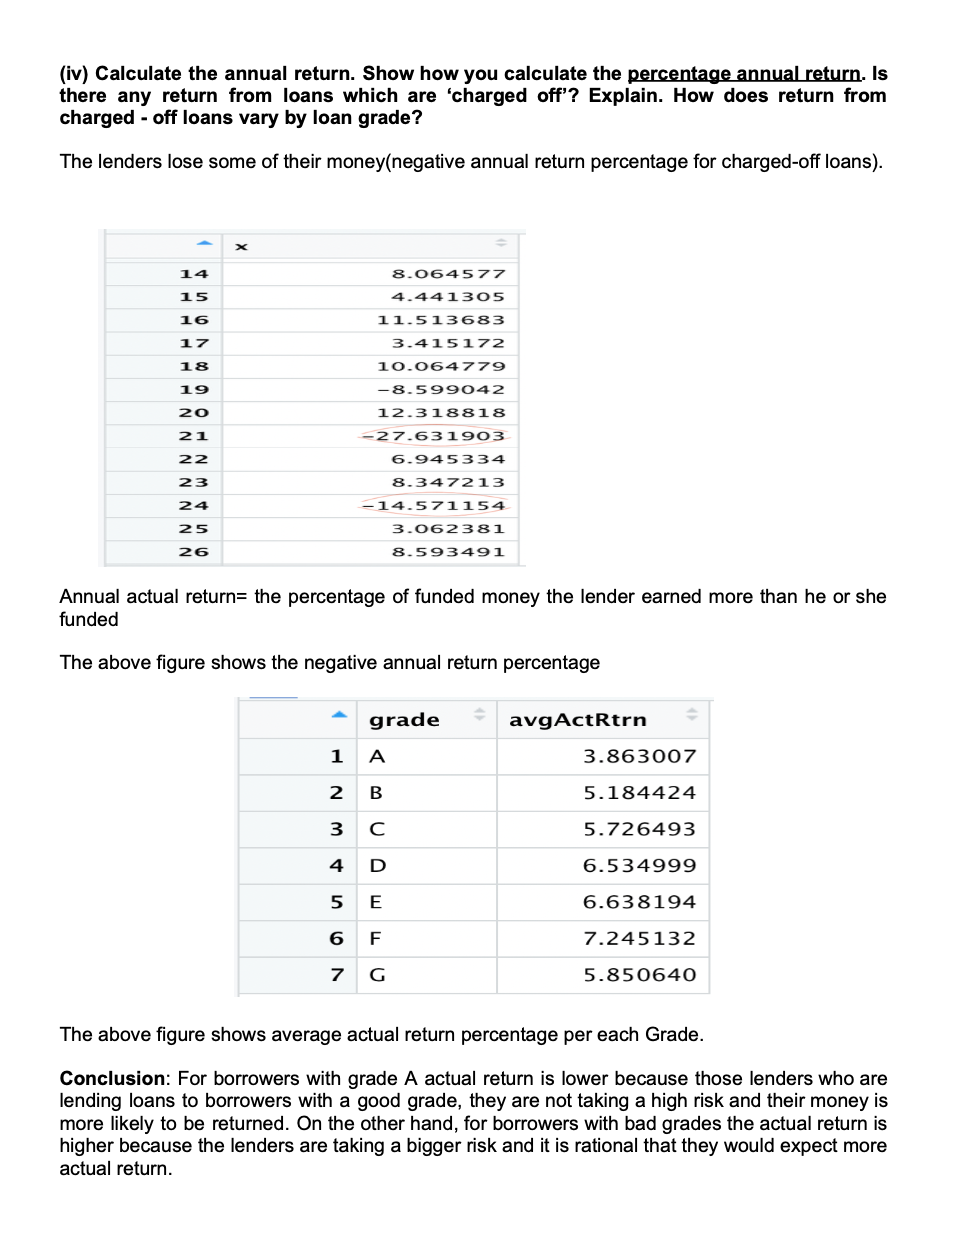 (iv) Calculate the annual return. Show how you calculate the percentage annual return. Is
there any return from loans which are ‘charged off’? Explain. How does return from
charged - off loans vary by loan grade?
The lenders lose some of their money(negative annual return percentage for charged-off loans).
x
14 8.064577
15 4.441305
16 11.513683
17 3.415172
18 10.064779
19 -8.599042
20 12.318818
21 -27.631903
22 6.945334
23 8.347213
24 -14.571154
25 3.062381
26 8.593491
Annual actual return= the percentage of funded money the lender earned more than he or she
funded
The above figure shows the negative annual return percentage
grade avgActRtrn
1 A 3.863007
2 B 5.184424
3 C 5.726493
4 D 6.534999
5 E 6.638194
6 F 7.245132
7 G 5.850640
The above figure shows average actual return percentage per each Grade.
Conclusion: For borrowers with grade A actual return is lower because those lenders who are
lending loans to borrowers with a good grade, they are not taking a high risk and their money is
more likely to be returned. On the other hand, for borrowers with bad grades the actual return is
higher because the lenders are taking a bigger risk and it is rational that they would expect more
actual return.